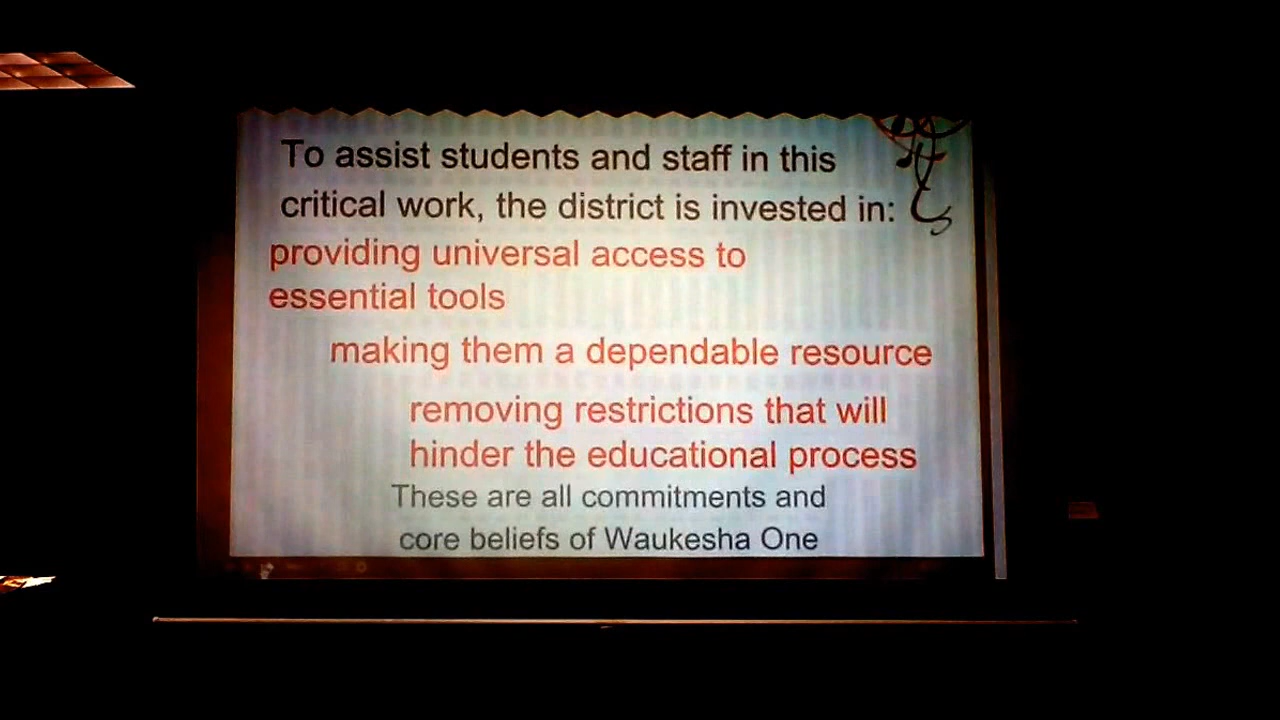 To assist students and staff in this
critical work, the district is invested in:
providing universal access to
essential tools
making them a dependable resource
removing restrictions that will
hinder the educational process
These are all commitments and
core beliefs of Waukesha One